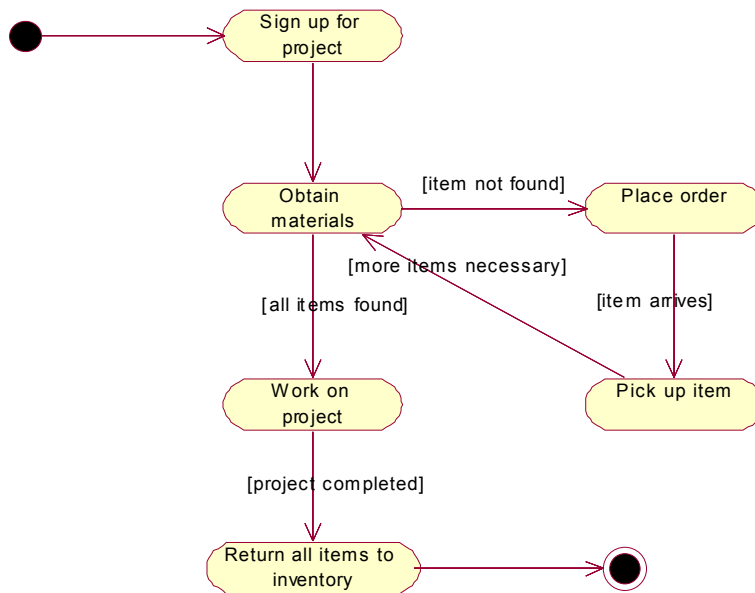 Sign up for
project
Obtain
materials
[item not found]
Place order
[more items necessary]
[all items found]
[item arrives]
Work on
project
Pick up item
[project completed]
Return all items to
inventory